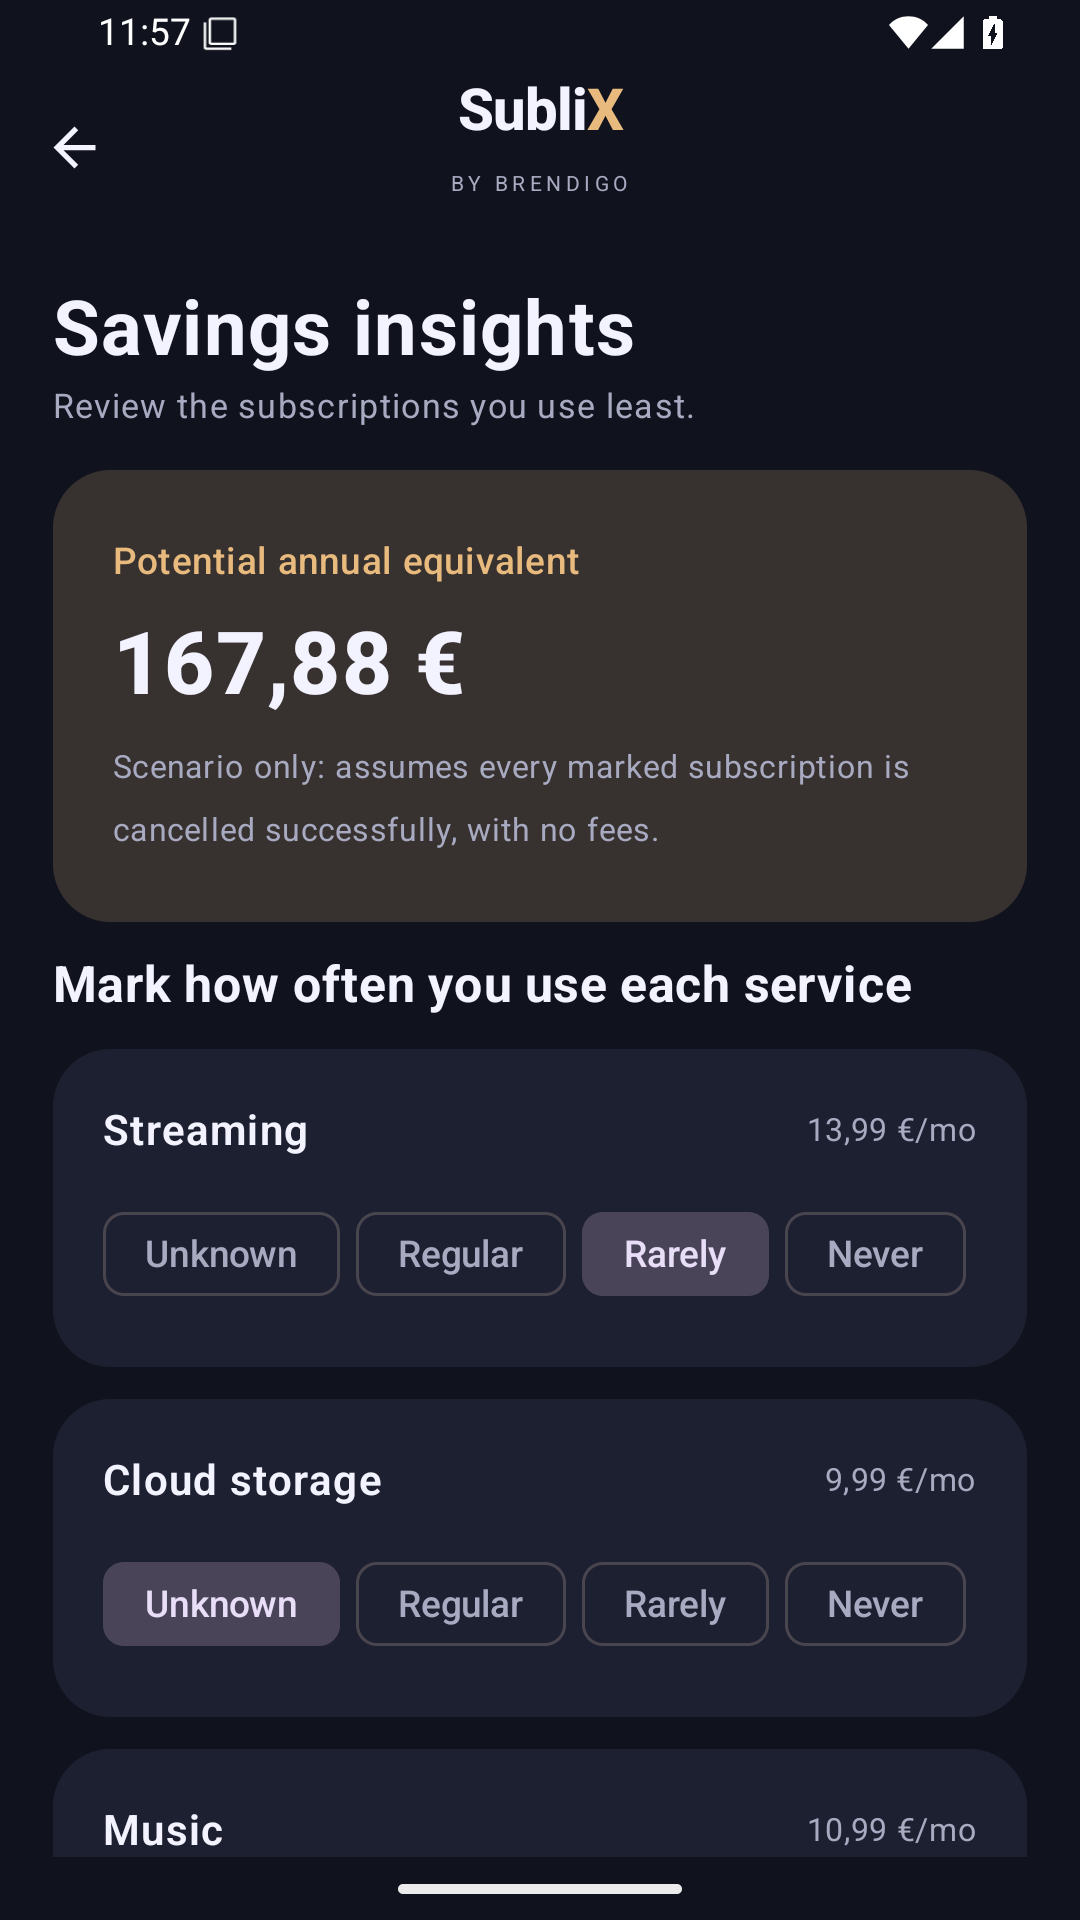 11:57
SubliX
BY BRENDIGO
Savings insights
Review the subscriptions you use least.
Potential annual equivalent
167,88 €
Scenario only: assumes every marked subscription is
cancelled successfully, with no fees.
Mark how often you use each service
Streaming 13,99 €/mo
Unknown Regular Rarely Never
Cloud storage 9,99 €/mo
Unknown Regular Rarely Never
Music 10,99 €/mo